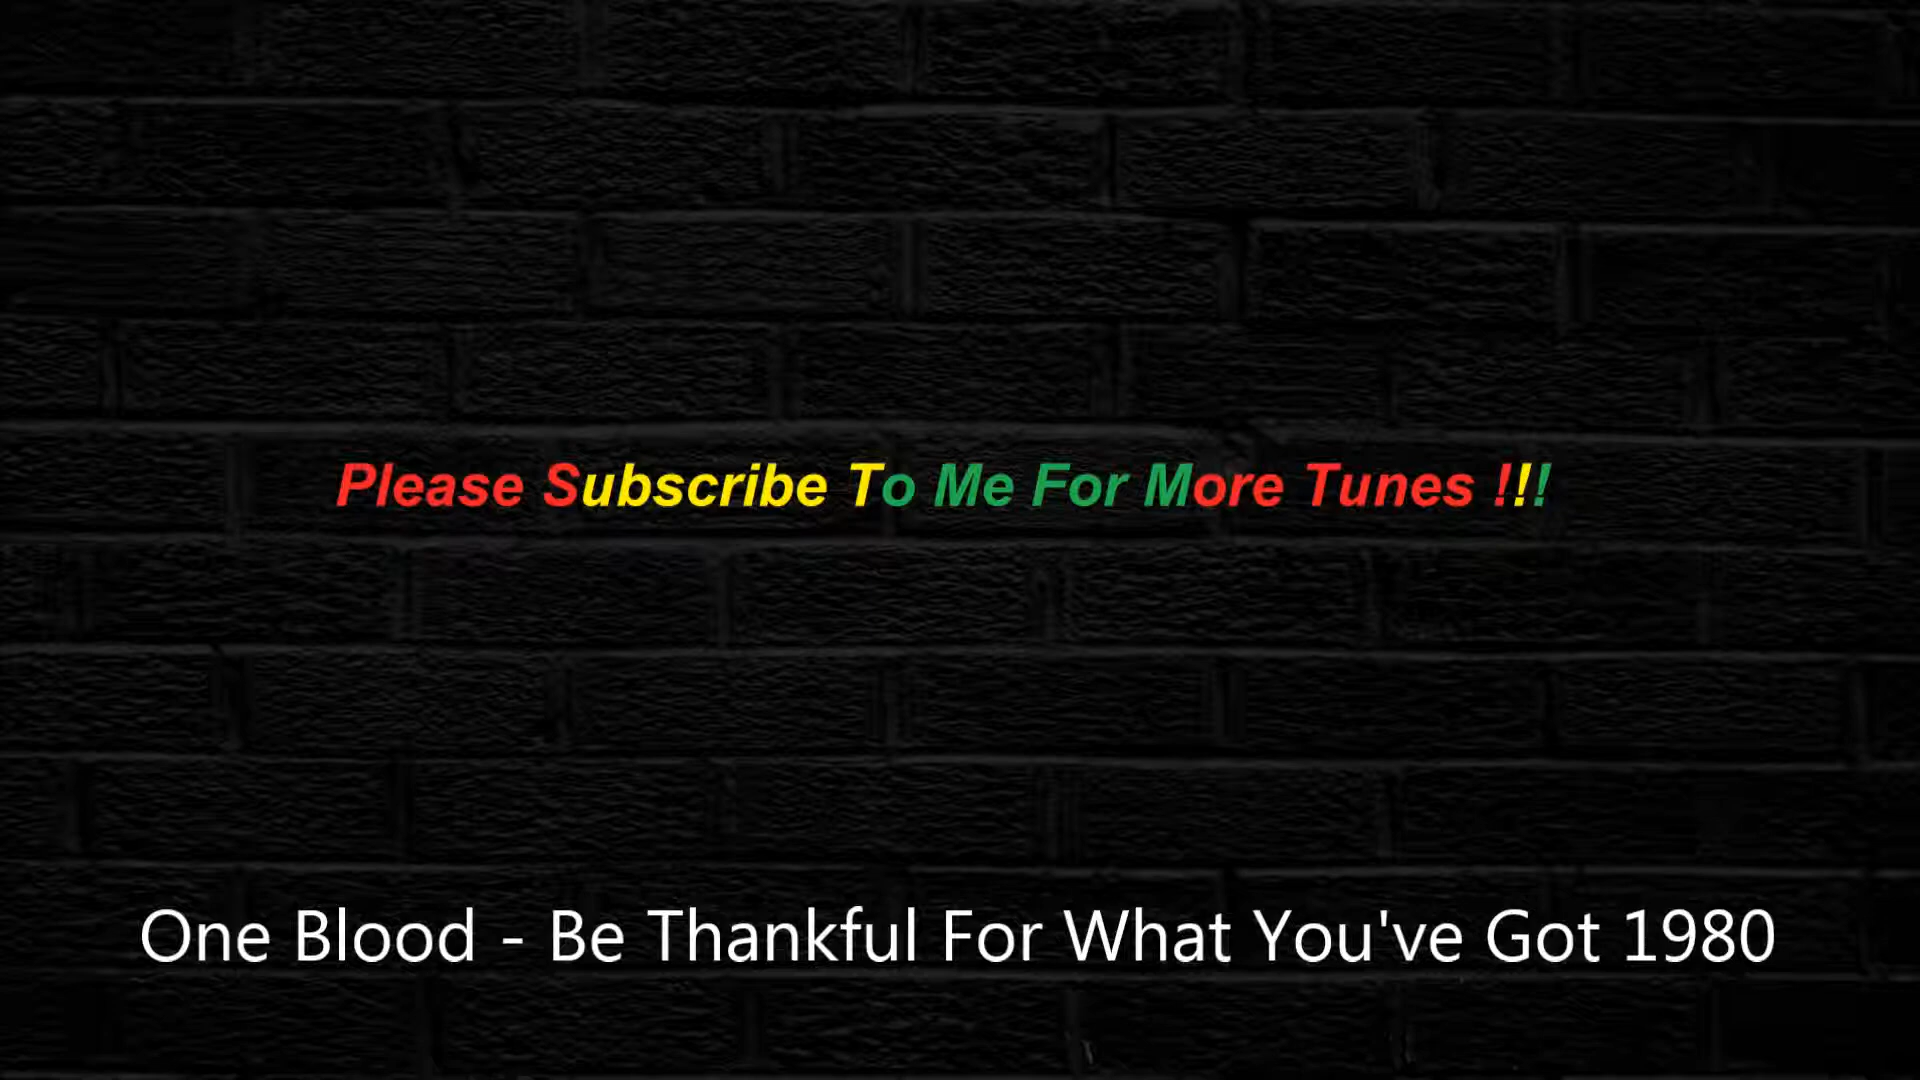 Please Subscribe To Me For More Tunes !!!
One Blood - Be Thankful For What You've Got 1980